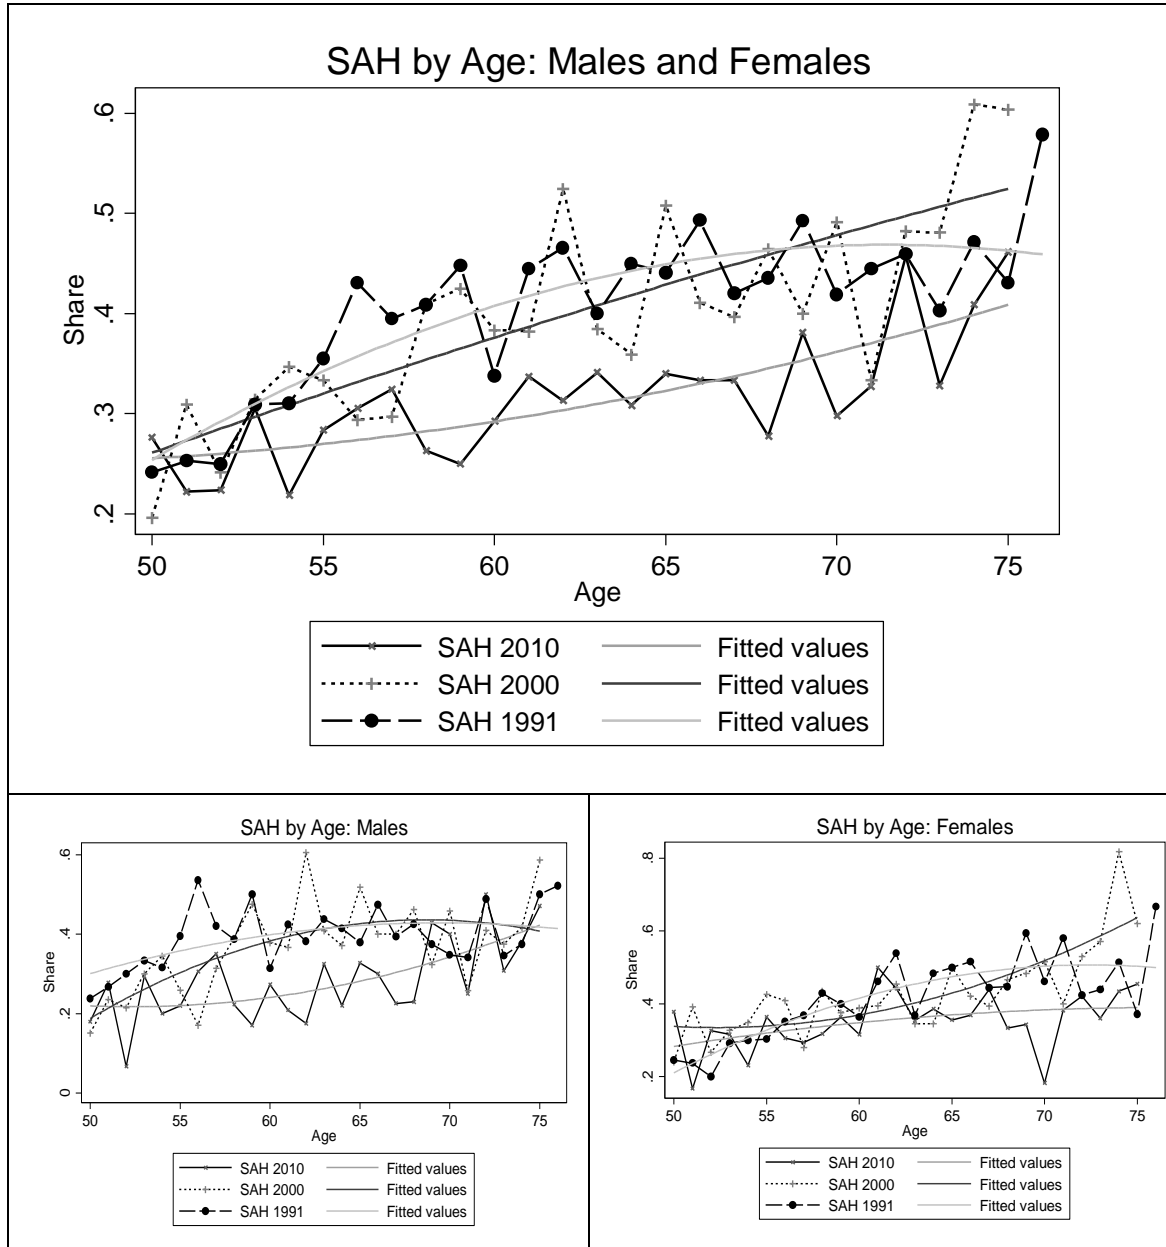 SAH by Age: Males and Females
Share
.6
.5
.4
.3
.2
50 55 60 65 70 75
Age
SAH 2010 Fitted values
SAH 2000 Fitted values
SAH 1991 Fitted values
SAH by Age: Males
Share
.6
.4
.2
0
50 55 60 65 70 75
Age
SAH 2010 Fitted values
SAH 2000 Fitted values
SAH 1991 Fitted values
SAH by Age: Females
Share
.8
.6
.4
.2
50 55 60 65 70 75
Age
SAH 2010 Fitted values
SAH 2000 Fitted values
SAH 1991 Fitted values